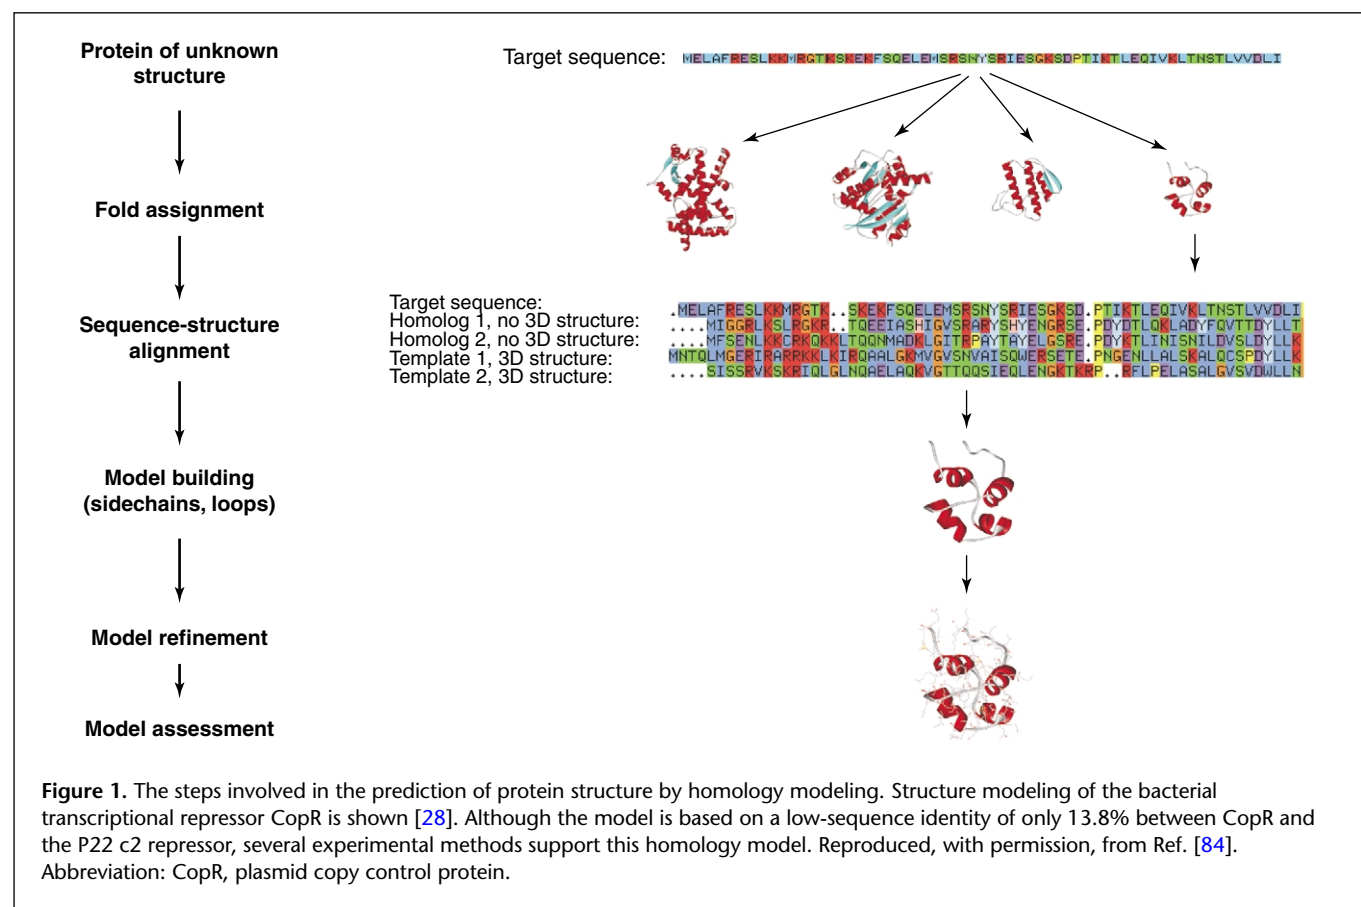 Protein of unknown
structure
Fold assignment
Sequence-structure
alignment
Model building
(sidechains, loops)
Model refinement
Model assessment
Target sequence: MELAFRESLKKMRGTKSKEKFSQELEMSRSNYSRIESGKSDPTIKTLEQIVKLTNSTLVVDLI
Target sequence: .MELAFRESLKKMRGTK..SKEKFSQELEMSRSNYSRIESGKSD.PTIKTLEQIVKLTNSTLVVDLI
Homolog 1, no 3D structure: ....MIGGRLKSLRGKR..TQEEIASHIGVSRARYSHYENGRSE.PDYDTLQKLADYFQVTTDYLLT
Homolog 2, no 3D structure: ....MFSENLKKCRKQKKLTQQNMADKLGITRPAYTAYELGSRE.PDYKTLINISNILDVSLDYLLK
Template 1, 3D structure: MNTQLMGERIRARRKKLKIRQAALGKMVGVSNVAISQWERSETE.PNGENLLALSKALQCSPDYLLK
Template 2, 3D structure: ....SISSRVKSKRIQLGLNQAELAQKVGTTQQSIEQLENGKTKRP..RFLPELASALGVSVDWLLN
Figure 1. The steps involved in the prediction of protein structure by homology modeling. Structure modeling of the bacterial
transcriptional repressor CopR is shown [28]. Although the model is based on a low-sequence identity of only 13.8% between CopR and
the P22 c2 repressor, several experimental methods support this homology model. Reproduced, with permission, from Ref. [84].
Abbreviation: CopR, plasmid copy control protein.